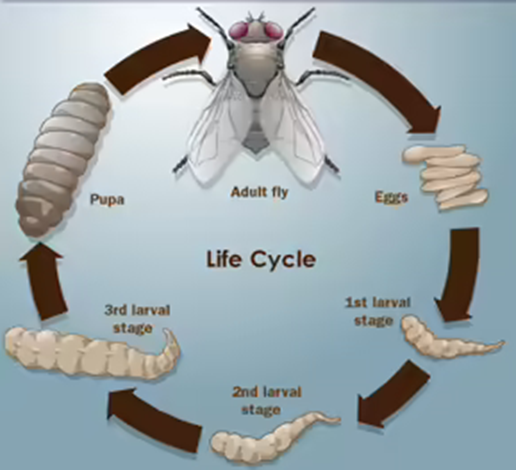 Adult fly
Eggs
1st larval
stage
2nd larval
stage
3rd larval
stage
Pupa
Life Cycle